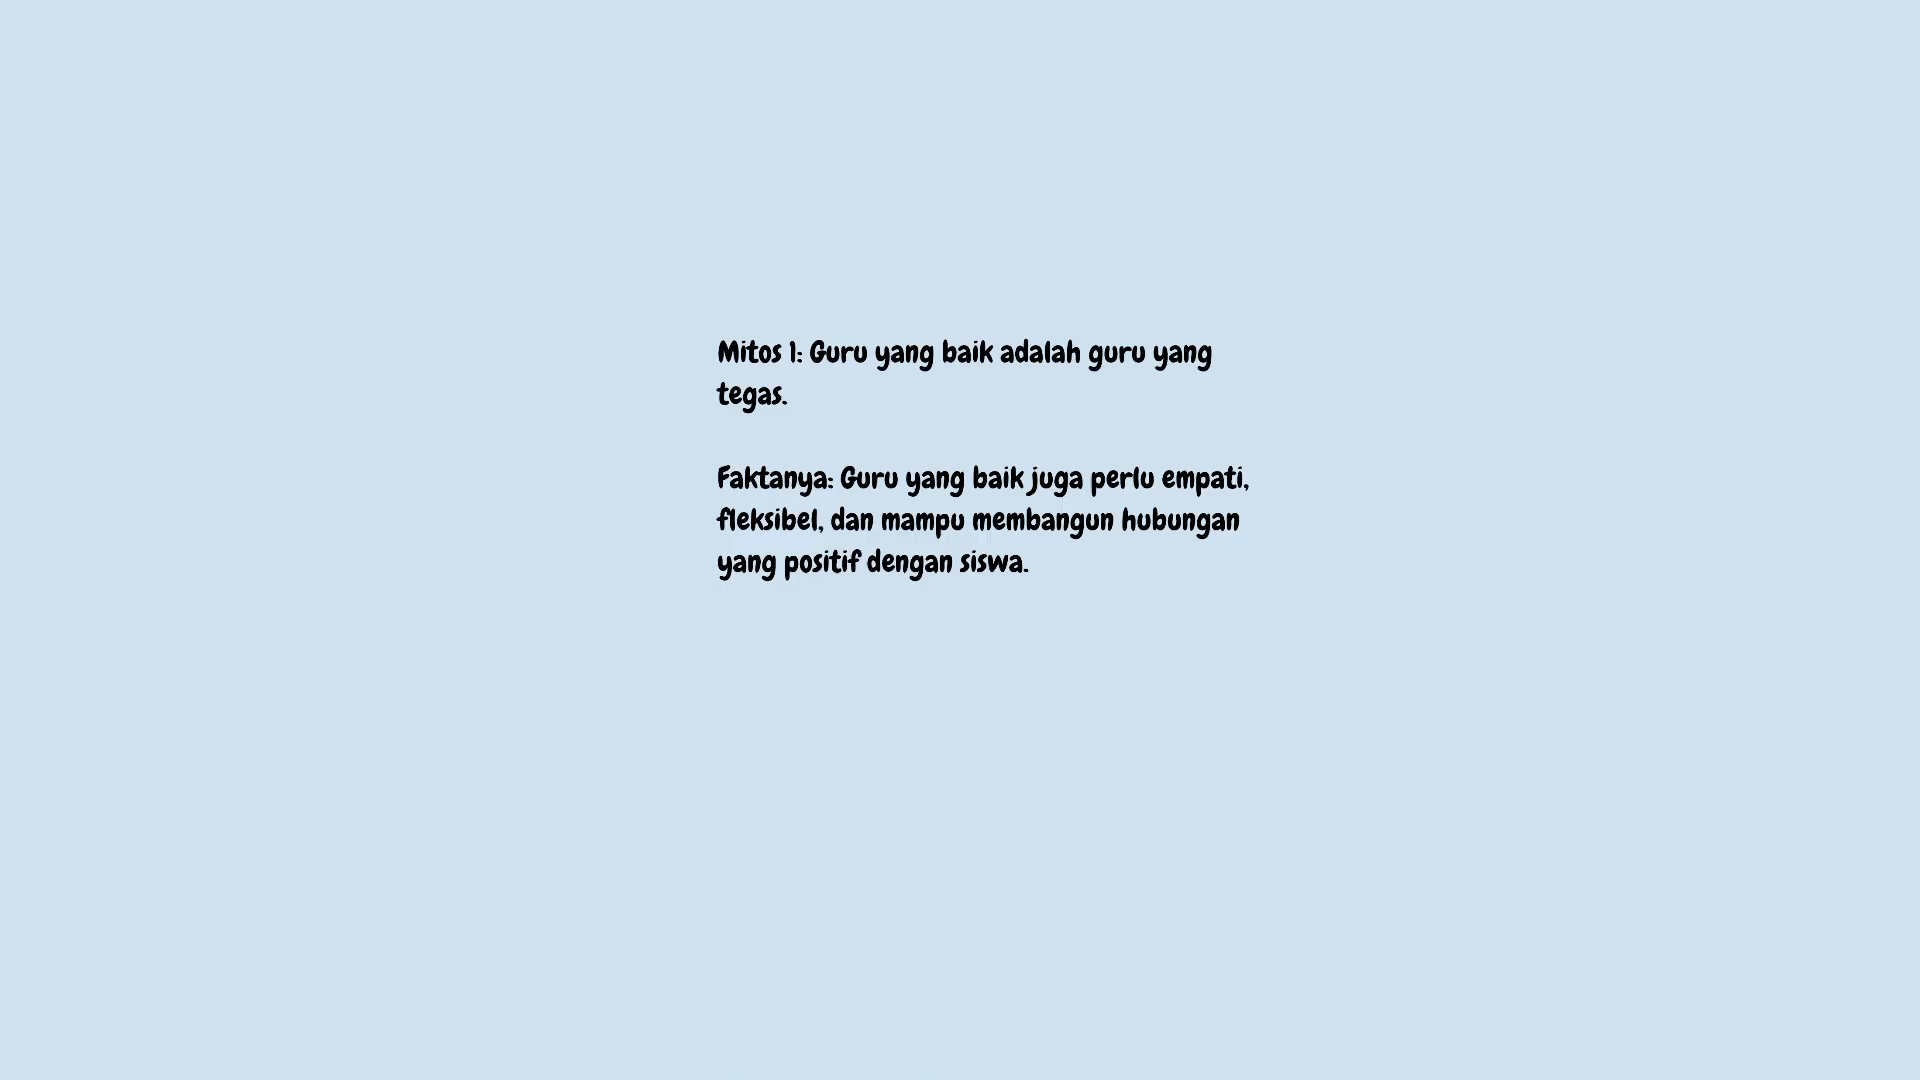 Mitos 1: Guru yang baik adalah guru yang
tegas.
Faktanya: Guru yang baik juga perlu empati,
fleksibel, dan mampu membangun hubungan
yang positif dengan siswa.